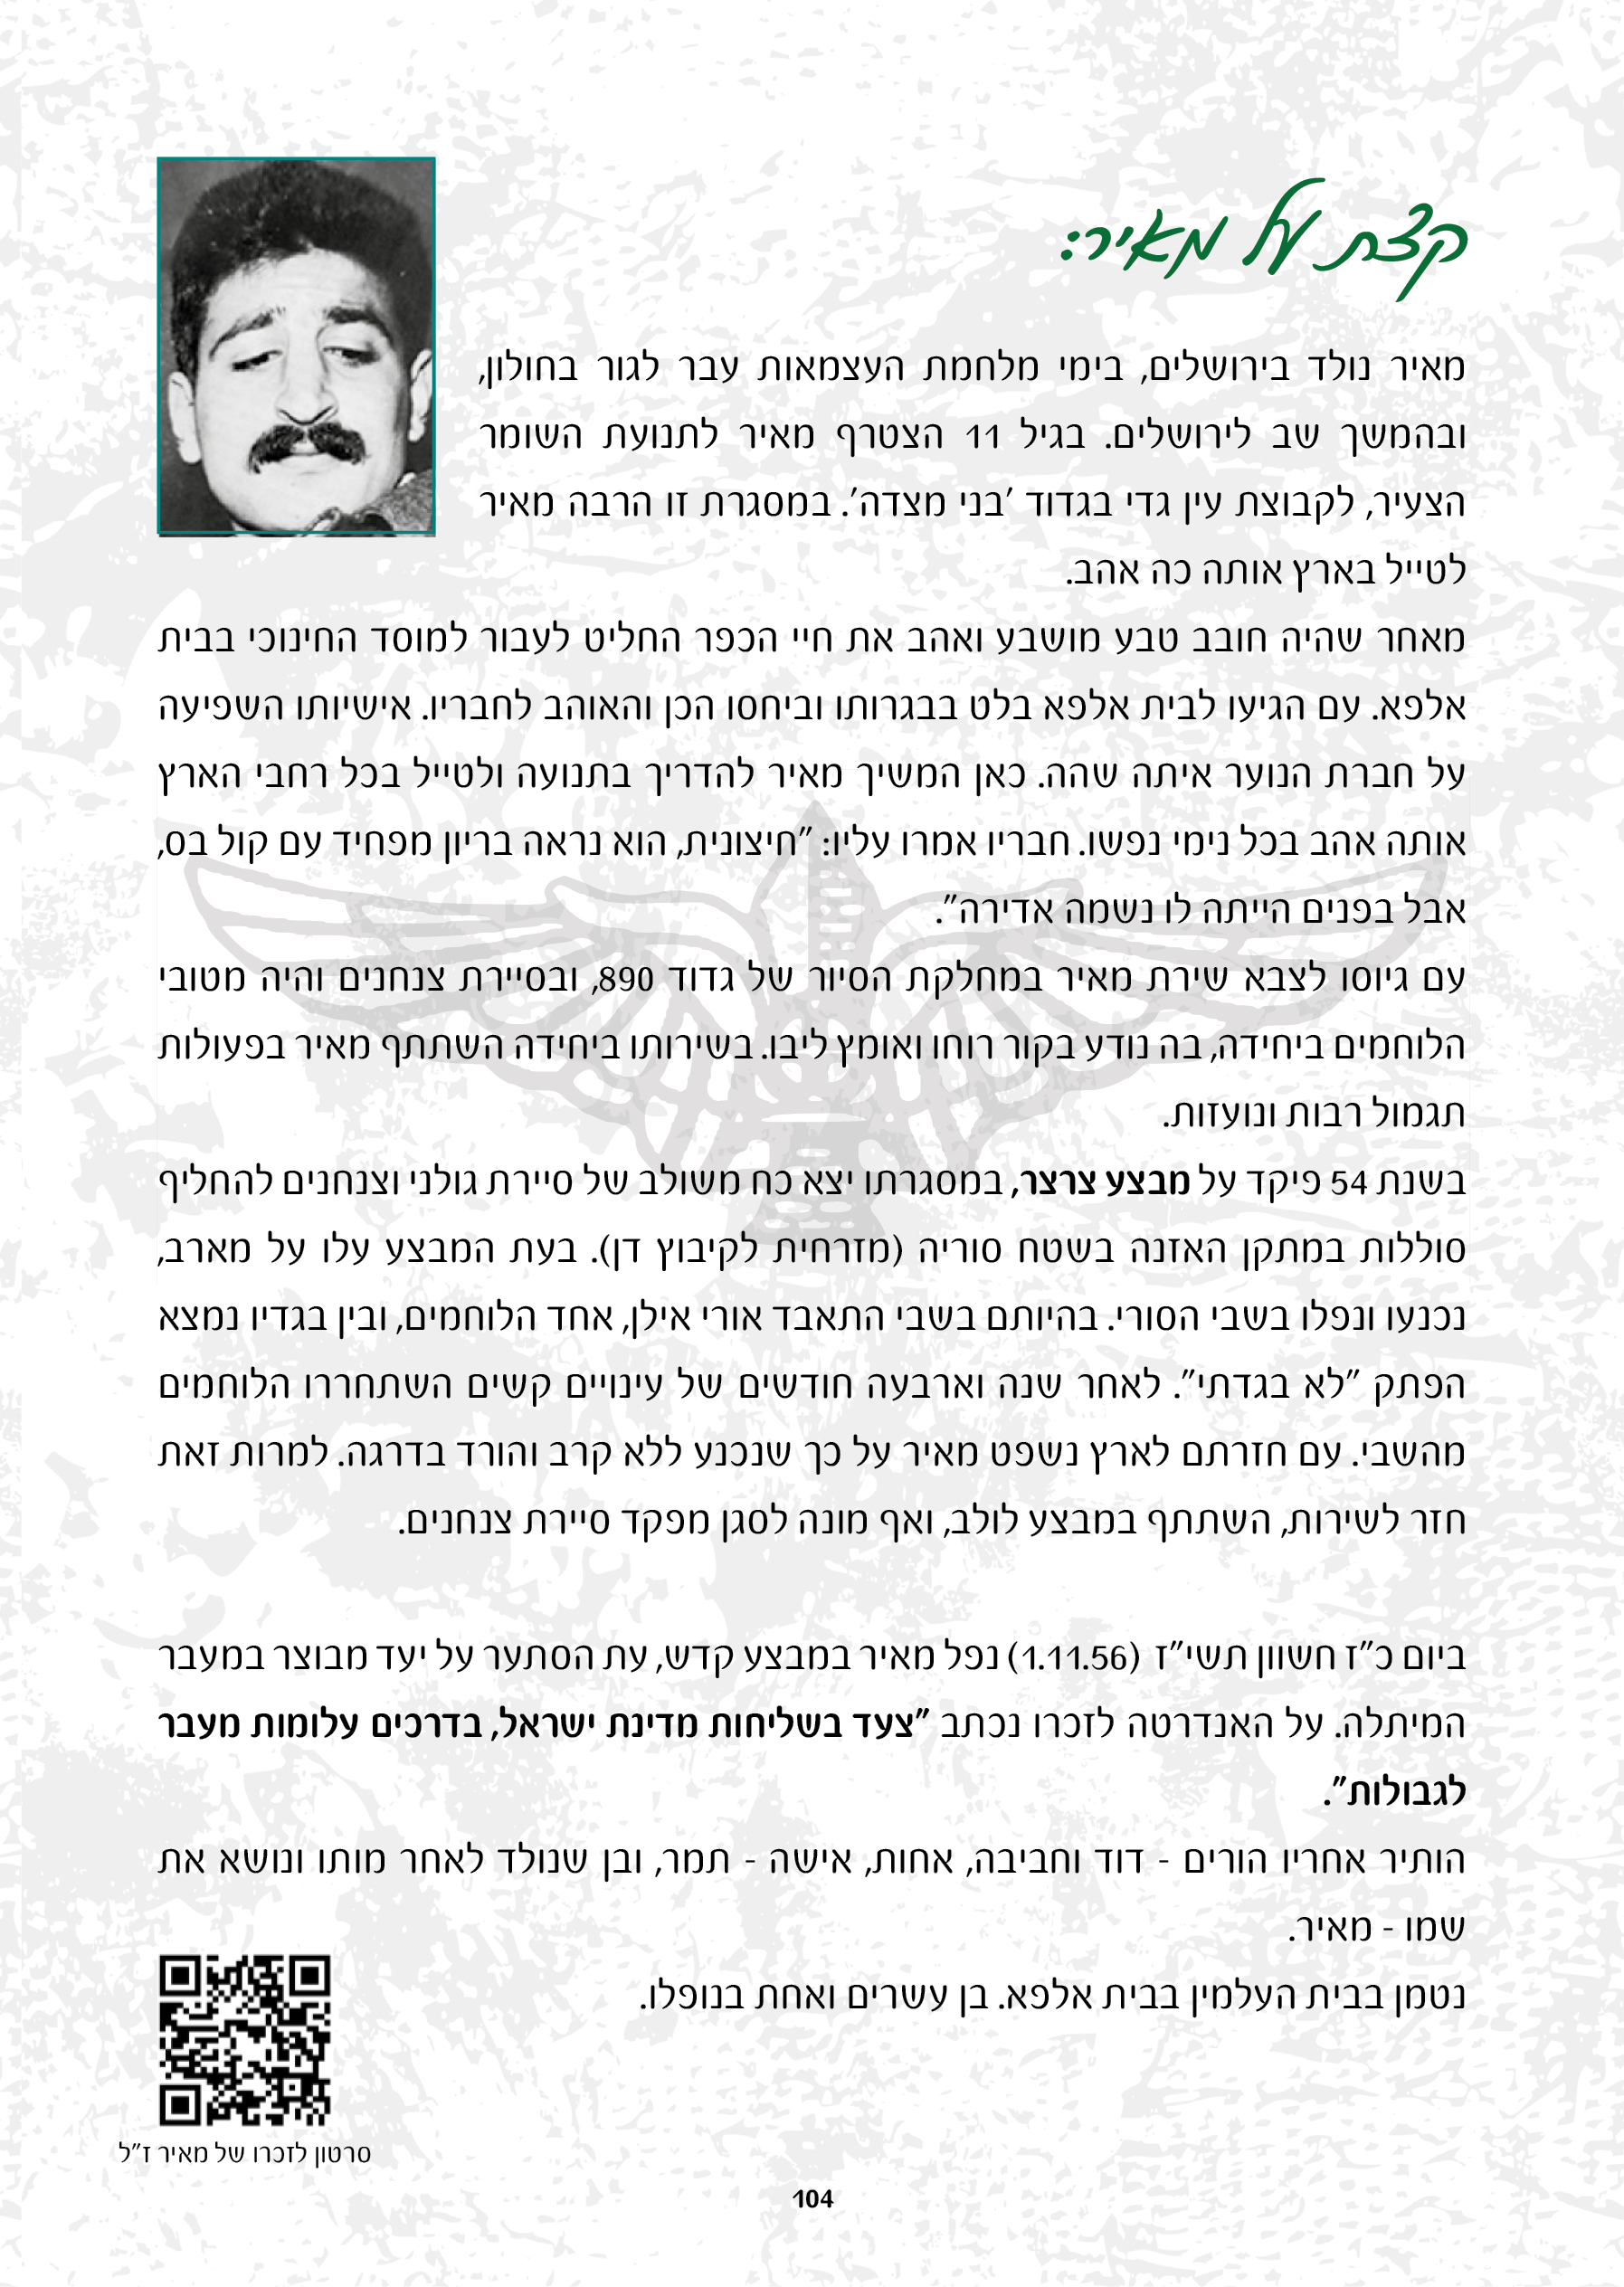 קצת על מאיר:
מאיר נולד בירושלים, בימי מלחמת העצמאות עבר לגור בחולון,
ובהמשך שב לירושלים. בגיל 11 הצטרף מאיר לתנועת השומר
הצעיר, לקבוצת עין גדי בגדוד 'בני מצדה'. במסגרת זו הרבה מאיר
לטייל בארץ אותה כה אהב.
מאחר שהיה חובב טבע מושבע ואהב את חיי הכפר החליט לעבור למוסד החינוכי בבית
אלפא. עם הגיעו לבית אלפא בלט בבגרותו וביחסו הכן והאוהב לחבריו. אישיותו השפיעה
על חברת הנוער איתה שהה. כאן המשיך מאיר להדריך בתנועה ולטייל בכל רחבי הארץ
אותה אהב בכל נימי נפשו. חבריו אמרו עליו: "חיצונית, הוא נראה בריון מפחיד עם קול בס,
אבל בפנים הייתה לו נשמה אדירה".
עם גיוסו לצבא שירת מאיר במחלקת הסיור של גדוד 890, ובסיירת צנחנים והיה מטובי
הלוחמים ביחידה, בה נודע בקור רוחו ואומץ ליבו. בשירותו ביחידה השתתף מאיר בפעולות
תגמול רבות ונועזות.
בשנת 54 פיקד על מבצע צרצר, במסגרתו יצא כח משולב של סיירת גולני וצנחנים להחליף
סוללות במתקן האזנה בשטח סוריה (מזרחית לקיבוץ דן). בעת המבצע עלו על מארב,
נכנעו ונפלו בשבי הסורי. בהיותם בשבי התאבד אורי אילן, אחד הלוחמים, ובין בגדיו נמצא
הפתק "לא בגדתי". לאחר שנה וארבעה חודשים של עינויים קשים השתחררו הלוחמים
מהשבי. עם חזרתם לארץ נשפט מאיר על כך שנכנע ללא קרב והורד בדרגה. למרות זאת
חזר לשירות, השתתף במבצע לולב, ואף מונה לסגן מפקד סיירת צנחנים.
ביום כ"ז חשוון תשי"ז (1.11.56) נפל מאיר במבצע קדש, עת הסתער על יעד מבוצר במעבר
המיתלה. על האנדרטה לזכרו נכתב "צעד בשליחות מדינת ישראל, בדרכים עלומות מעבר
לגבולות".
הותיר אחריו הורים - דוד וחביבה, אחות, אישה - תמר, ובן שנולד לאחר מותו ונושא את
שמו - מאיר.
נטמן בבית העלמין בבית אלפא. בן עשרים ואחת בנופלו.
סרטון לזכרו של מאיר ז"ל
104